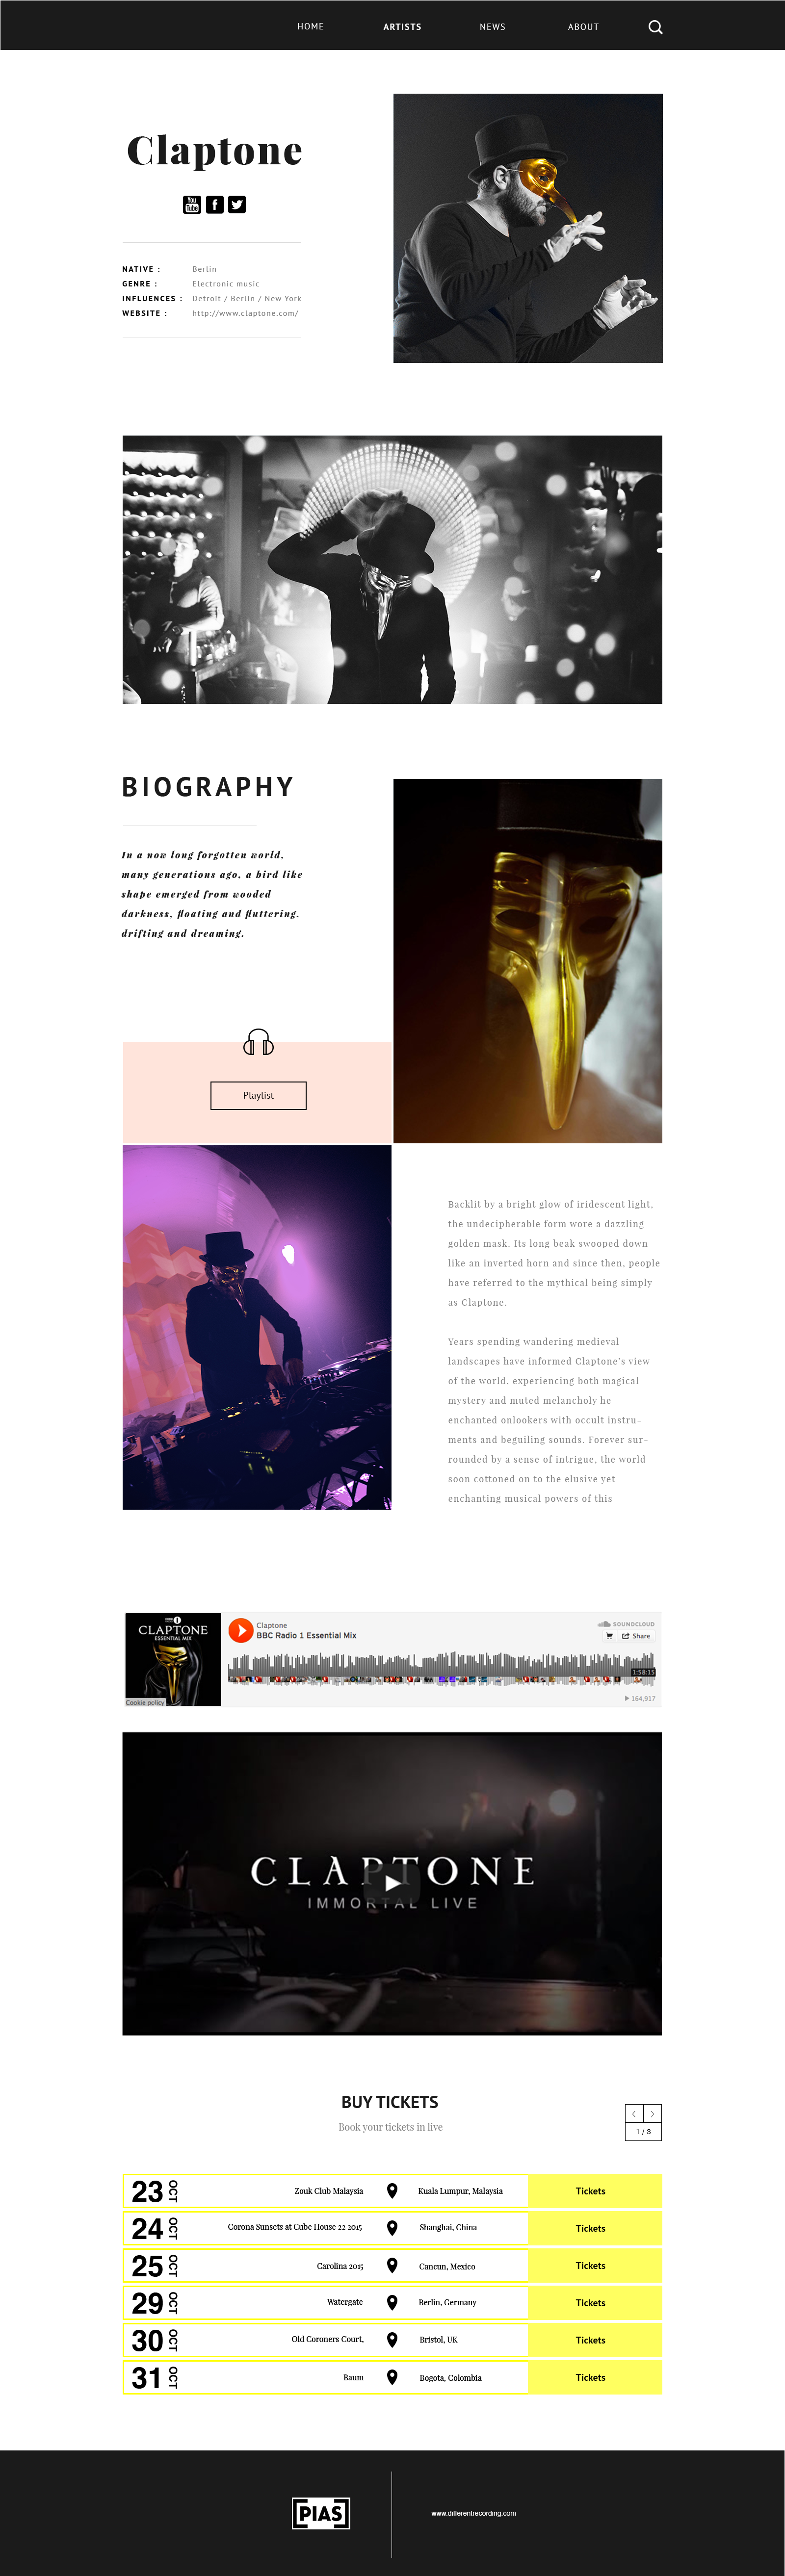 HOME ARTISTS NEWS ABOUT
Claptone
You
Tube
NATIVE : Berlin
GENRE : Electronic music
INFLUENCES : Detroit / Berlin / New York
WEBSITE : http://www.claptone.com/
BIOGRAPHY
In a now long forgotten world,
many generations ago, a bird like
shape emerged from wooded
darkness, floating and fluttering,
drifting and dreaming.
Playlist
Backlit by a bright glow of iridescent light,
the undecipherable form wore a dazzling
golden mask. Its long beak swooped down
like an inverted horn and since then, people
have referred to the mythical being simply
as Claptone.
Years spending wandering medieval
landscapes have informed Claptone's view
of the world, experiencing both magical
mystery and muted melancholy he
enchanted onlookers with occult instru-
ments and beguiling sounds. Forever sur-
rounded by a sense of intrigue, the world
soon cottoned on to the elusive yet
enchanting musical powers of this
BBC 1
CLAPTONE
ESSENTIAL MIX
Cookie policy
Claptone
BBC Radio 1 Essential Mix
SOUNDCLOUD
Share
1:58:15
164,917
CLAPTONE
IMMORTAL LIVE
BUY TICKETS
Book your tickets in live
1 / 3
23 OCT Zouk Club Malaysia Kuala Lumpur, Malaysia Tickets
24 OCT Corona Sunsets at Cube House 22 2015 Shanghai, China Tickets
25 OCT Carolina 2015 Cancun, Mexico Tickets
29 OCT Watergate Berlin, Germany Tickets
30 OCT Old Coroners Court, Bristol, UK Tickets
31 OCT Baum Bogota, Colombia Tickets
[PIAS]
www.differentrecording.com